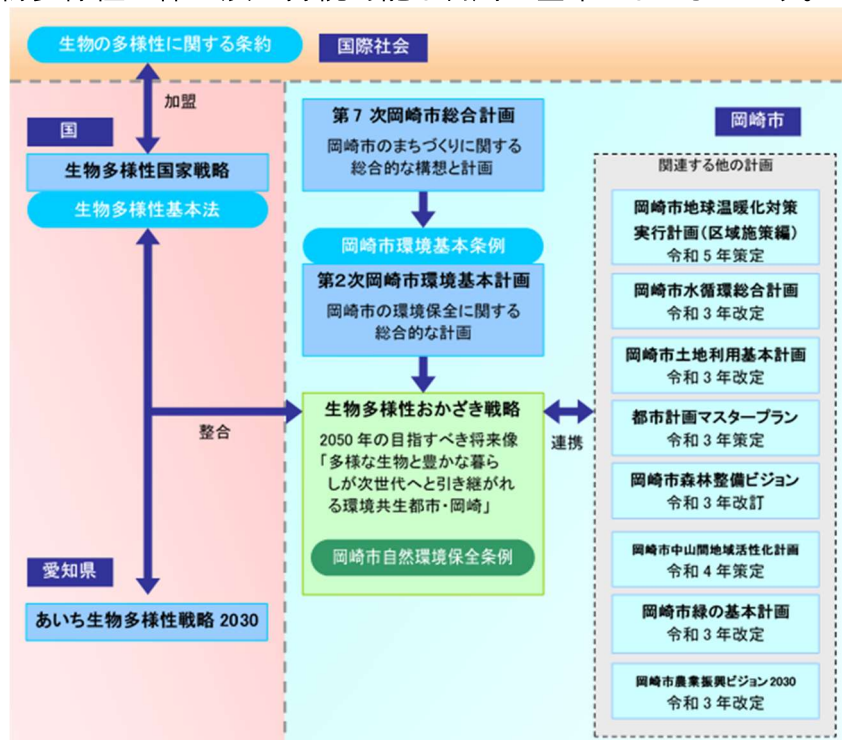 生物の多様性に関する条約
国際社会
加盟
国
生物多様性国家戦略
生物多様性基本法
整合
愛知県
あいち生物多様性戦略 2030
第7次岡崎市総合計画
岡崎市のまちづくりに関する
総合的な構想と計画
岡崎市環境基本条例
第2次岡崎市環境基本計画
岡崎市の環境保全に関する
総合的な計画
生物多様性おかざき戦略
2050 年の目指すべき将来像
「多様な生物と豊かな暮ら
しが次世代へと引き継がれ
る環境共生都市・岡崎」
岡崎市自然環境保全条例
連携
岡崎市
関連する他の計画
岡崎市地球温暖化対策
実行計画(区域施策編)
令和5年策定
岡崎市水循環総合計画
令和3年改定
岡崎市土地利用基本計画
令和3年改定
都市計画マスタープラン
令和3年策定
岡崎市森林整備ビジョン
令和3年改訂
岡崎市中山間地域活性化計画
令和4年策定
岡崎市緑の基本計画
令和3年改定
岡崎市農業振興ビジョン2030
令和3年改定